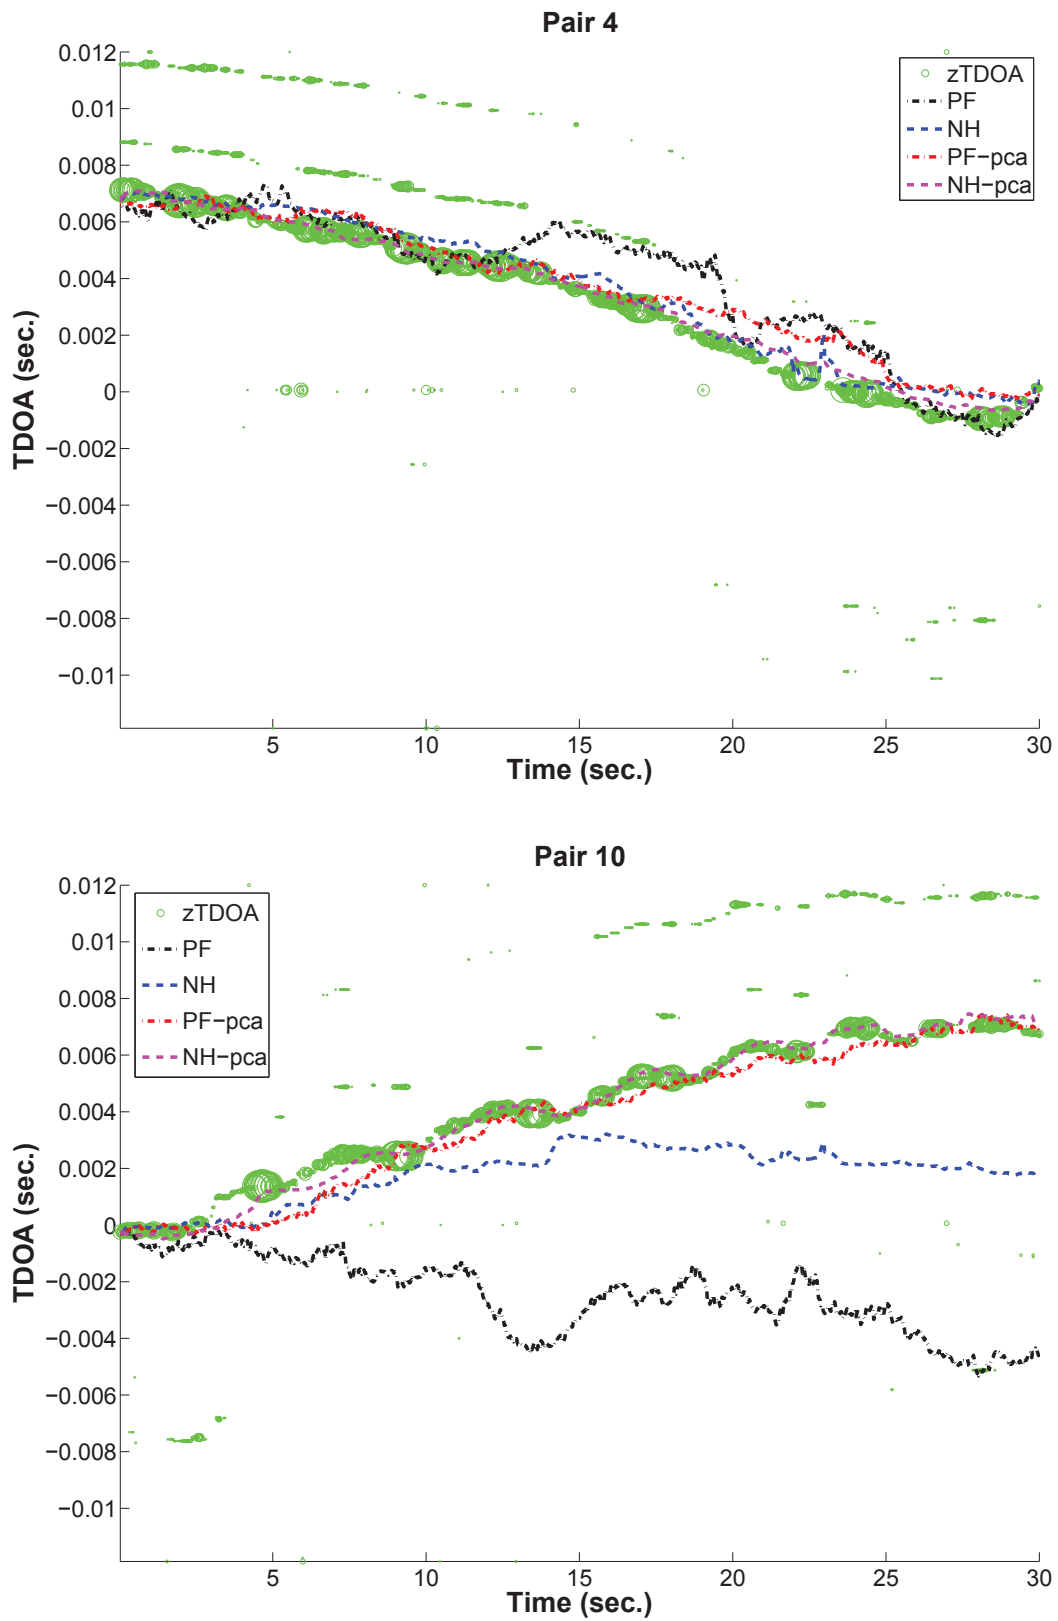 Pair 4
0.012
0.01
0.008
0.006
0.004
0.002
0
−0.002
−0.004
−0.006
−0.008
−0.01
TDOA (sec.)
zTDOA
PF
NH
PF−pca
NH−pca
5
10
15
20
25
30
Time (sec.)
Pair 10
0.012
0.01
0.008
0.006
0.004
0.002
0
−0.002
−0.004
−0.006
−0.008
−0.01
TDOA (sec.)
zTDOA
PF
NH
PF−pca
NH−pca
5
10
15
20
25
30
Time (sec.)